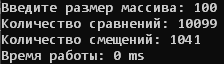 Введите размер массива: 100
Количество сравнений: 10099
Количество смещений: 1041
Время работы: 0 ms